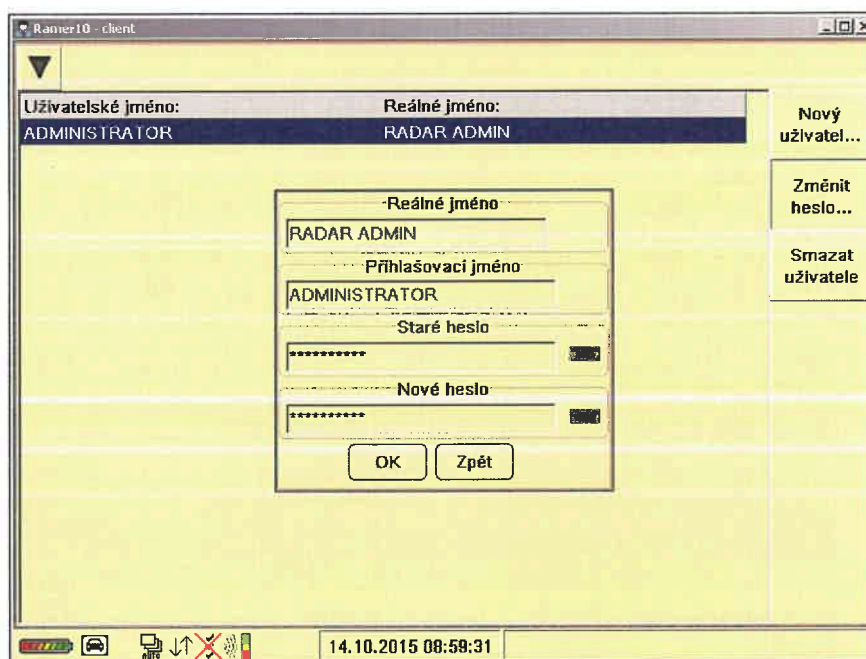 Ramer10 - client
Uživatelské jméno: Reálné jméno:
ADMINISTRATOR RADAR ADMIN
Nový
uživatel...
Změnit
heslo...
Smazat
uživatele
Reálné jméno
RADAR ADMIN
Přihlašovací jméno
ADMINISTRATOR
Staré heslo
**********
Nové heslo
**********
OK Zpět
AUTO
14.10.2015 08:59:31